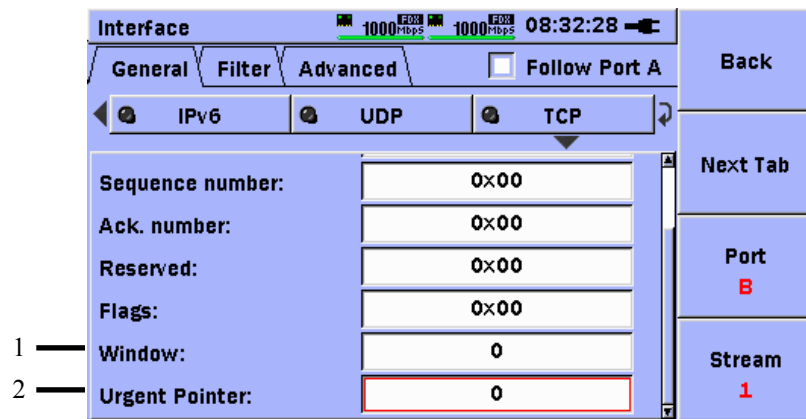 Interface 1000 FDX Mbps 1000 FDX Mbps 08:32:28
General Filter Advanced Follow Port A
IPv6 UDP TCP
Sequence number: 0x00
Ack. number: 0x00
Reserved: 0x00
Flags: 0x00
1 Window: 0
2 Urgent Pointer: 0
Back
Next Tab
Port
B
Stream
1